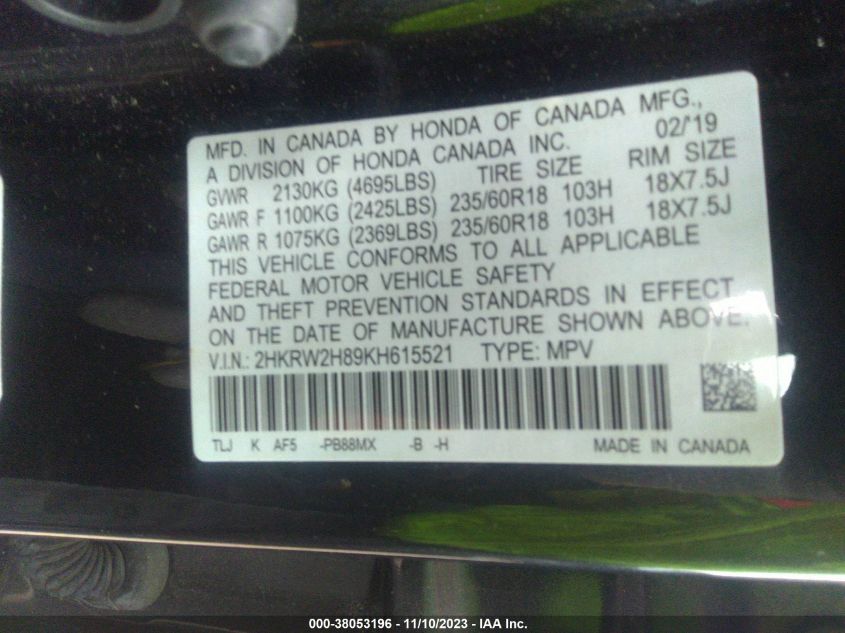 MFD. IN CANADA BY HONDA OF CANADA MFG.,
A DIVISION OF HONDA CANADA INC. 02/'19
GVWR 2130KG (4695LBS) TIRE SIZE RIM SIZE
GAWR F 1100KG (2425LBS) 235/60R18 103H 18X7.5J
GAWR R 1075KG (2369LBS) 235/60R18 103H 18X7.5J
THIS VEHICLE CONFORMS TO ALL APPLICABLE
FEDERAL MOTOR VEHICLE SAFETY
AND THEFT PREVENTION STANDARDS IN EFFECT
ON THE DATE OF MANUFACTURE SHOWN ABOVE.
V.I.N.: 2HKRW2H89KH615521 TYPE: MPV
TLJ K AF5 -PB88MX -B -H MADE IN CANADA
000-38053196 - 11/10/2023 - IAA Inc.